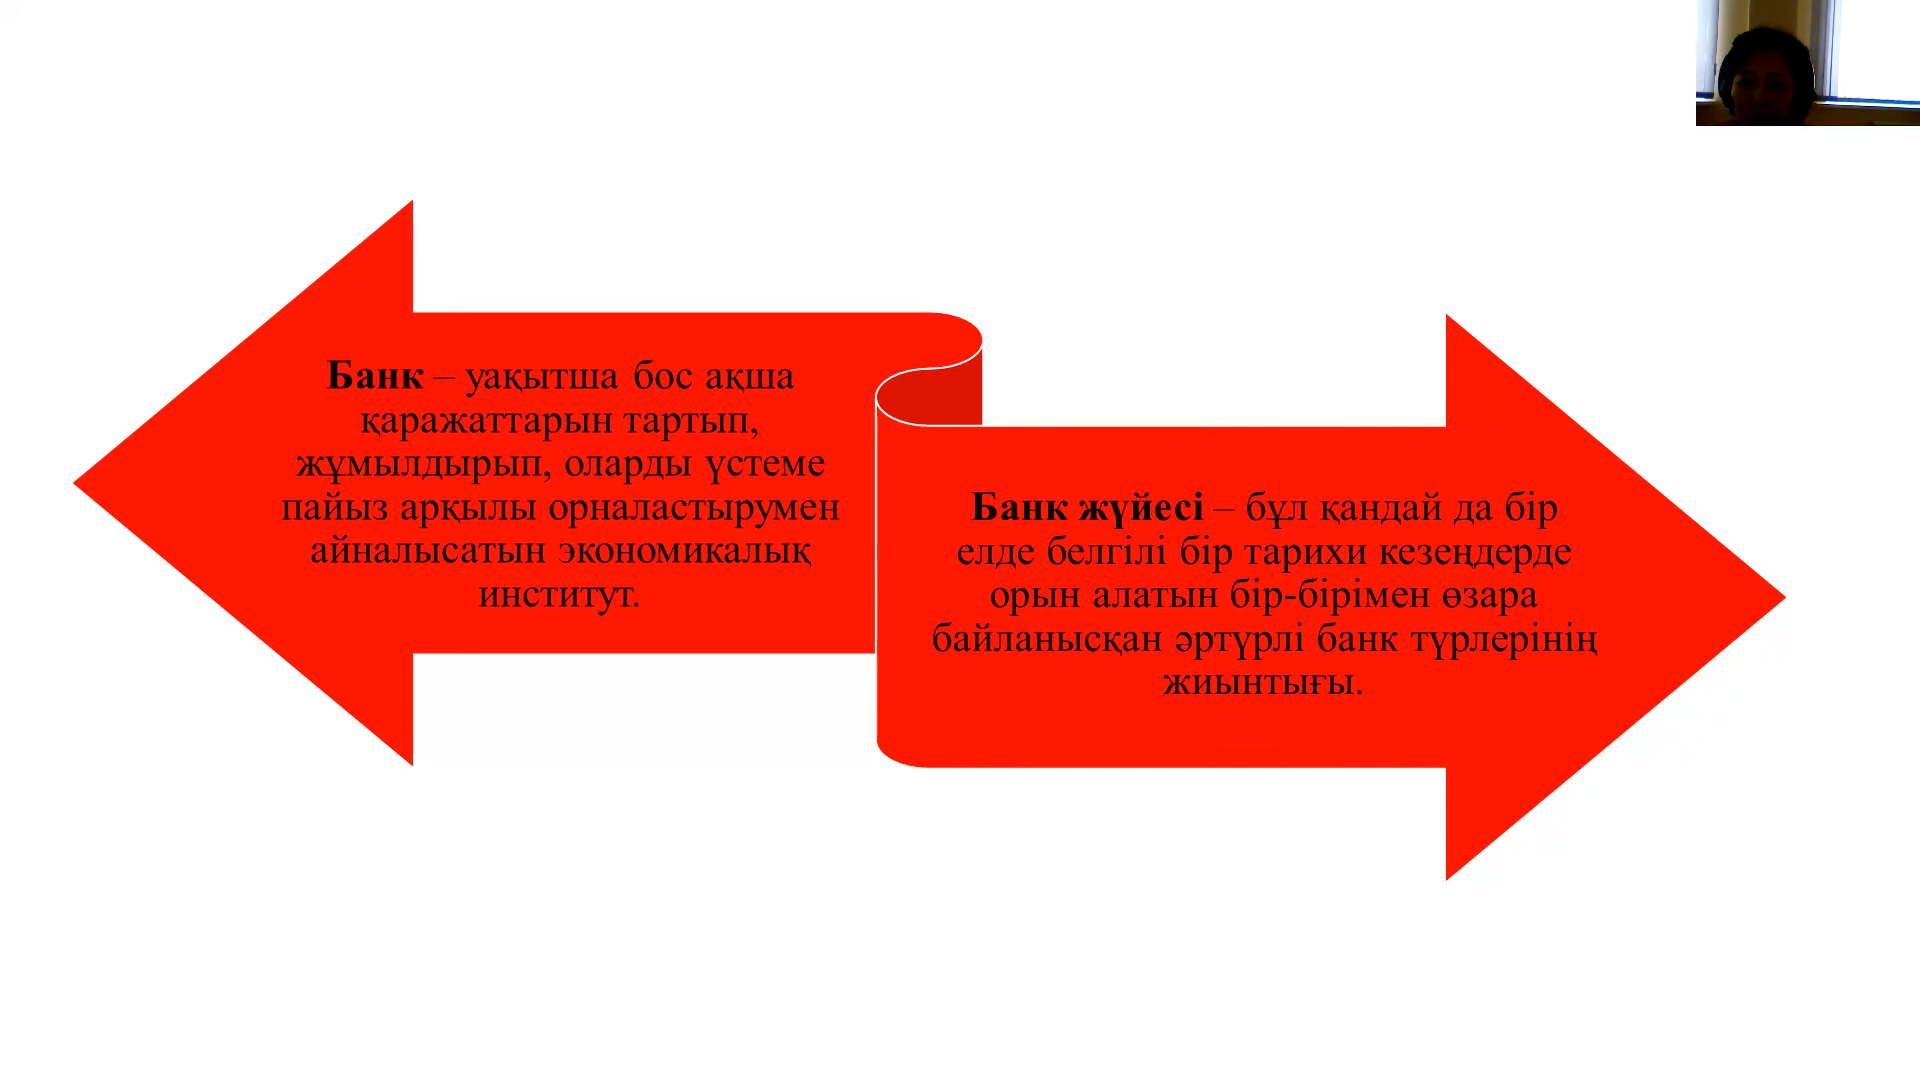 Банк – уақытша бос ақша
қаражаттарын тартып,
жұмылдырып, оларды үстеме
пайыз арқылы орналастырумен
айналысатын экономикалық
институт.
Банк жүйесі – бұл қандай да бір
елде белгілі бір тарихи кезеңдерде
орын алатын бір-бірімен өзара
байланысқан әртүрлі банк түрлерінің
жиынтығы.